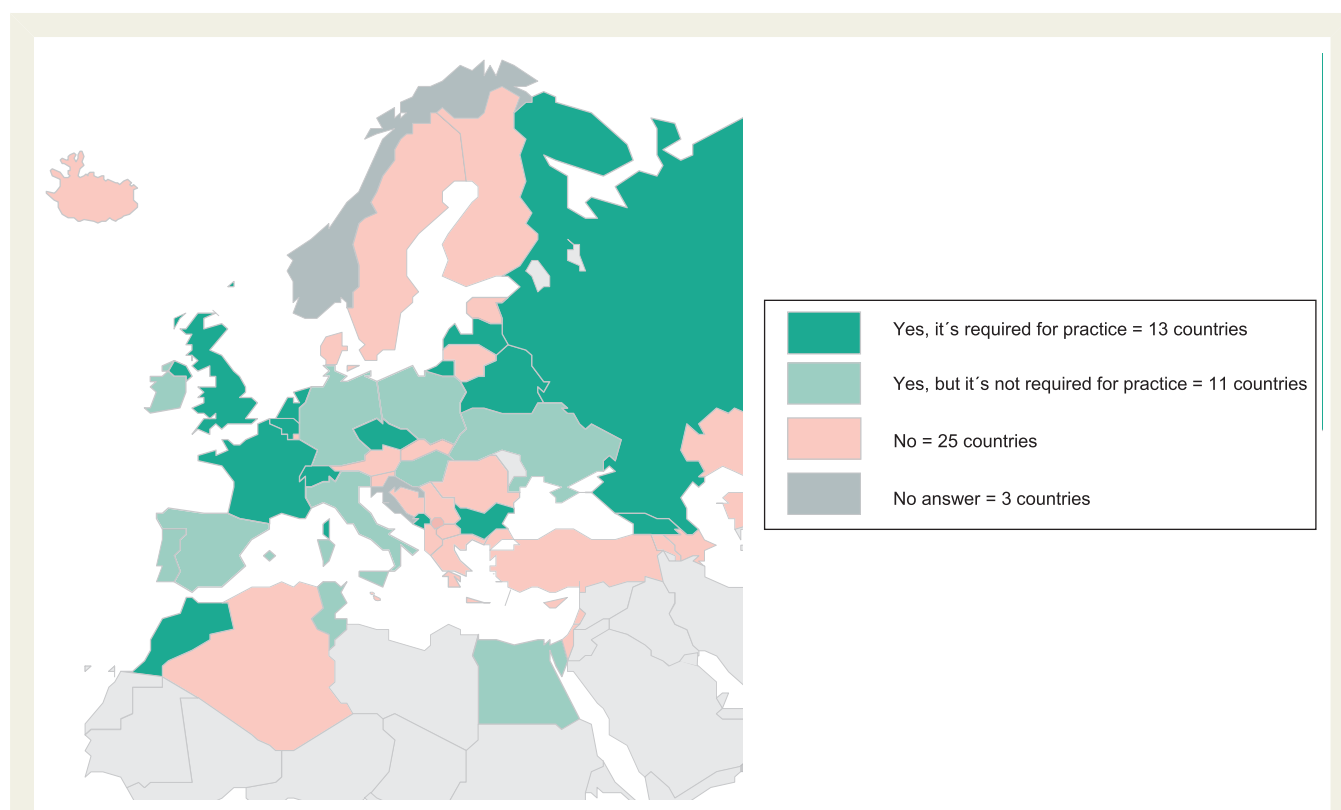 Yes, it´s required for practice = 13 countries
Yes, but it´s not required for practice = 11 countries
No = 25 countries
No answer = 3 countries